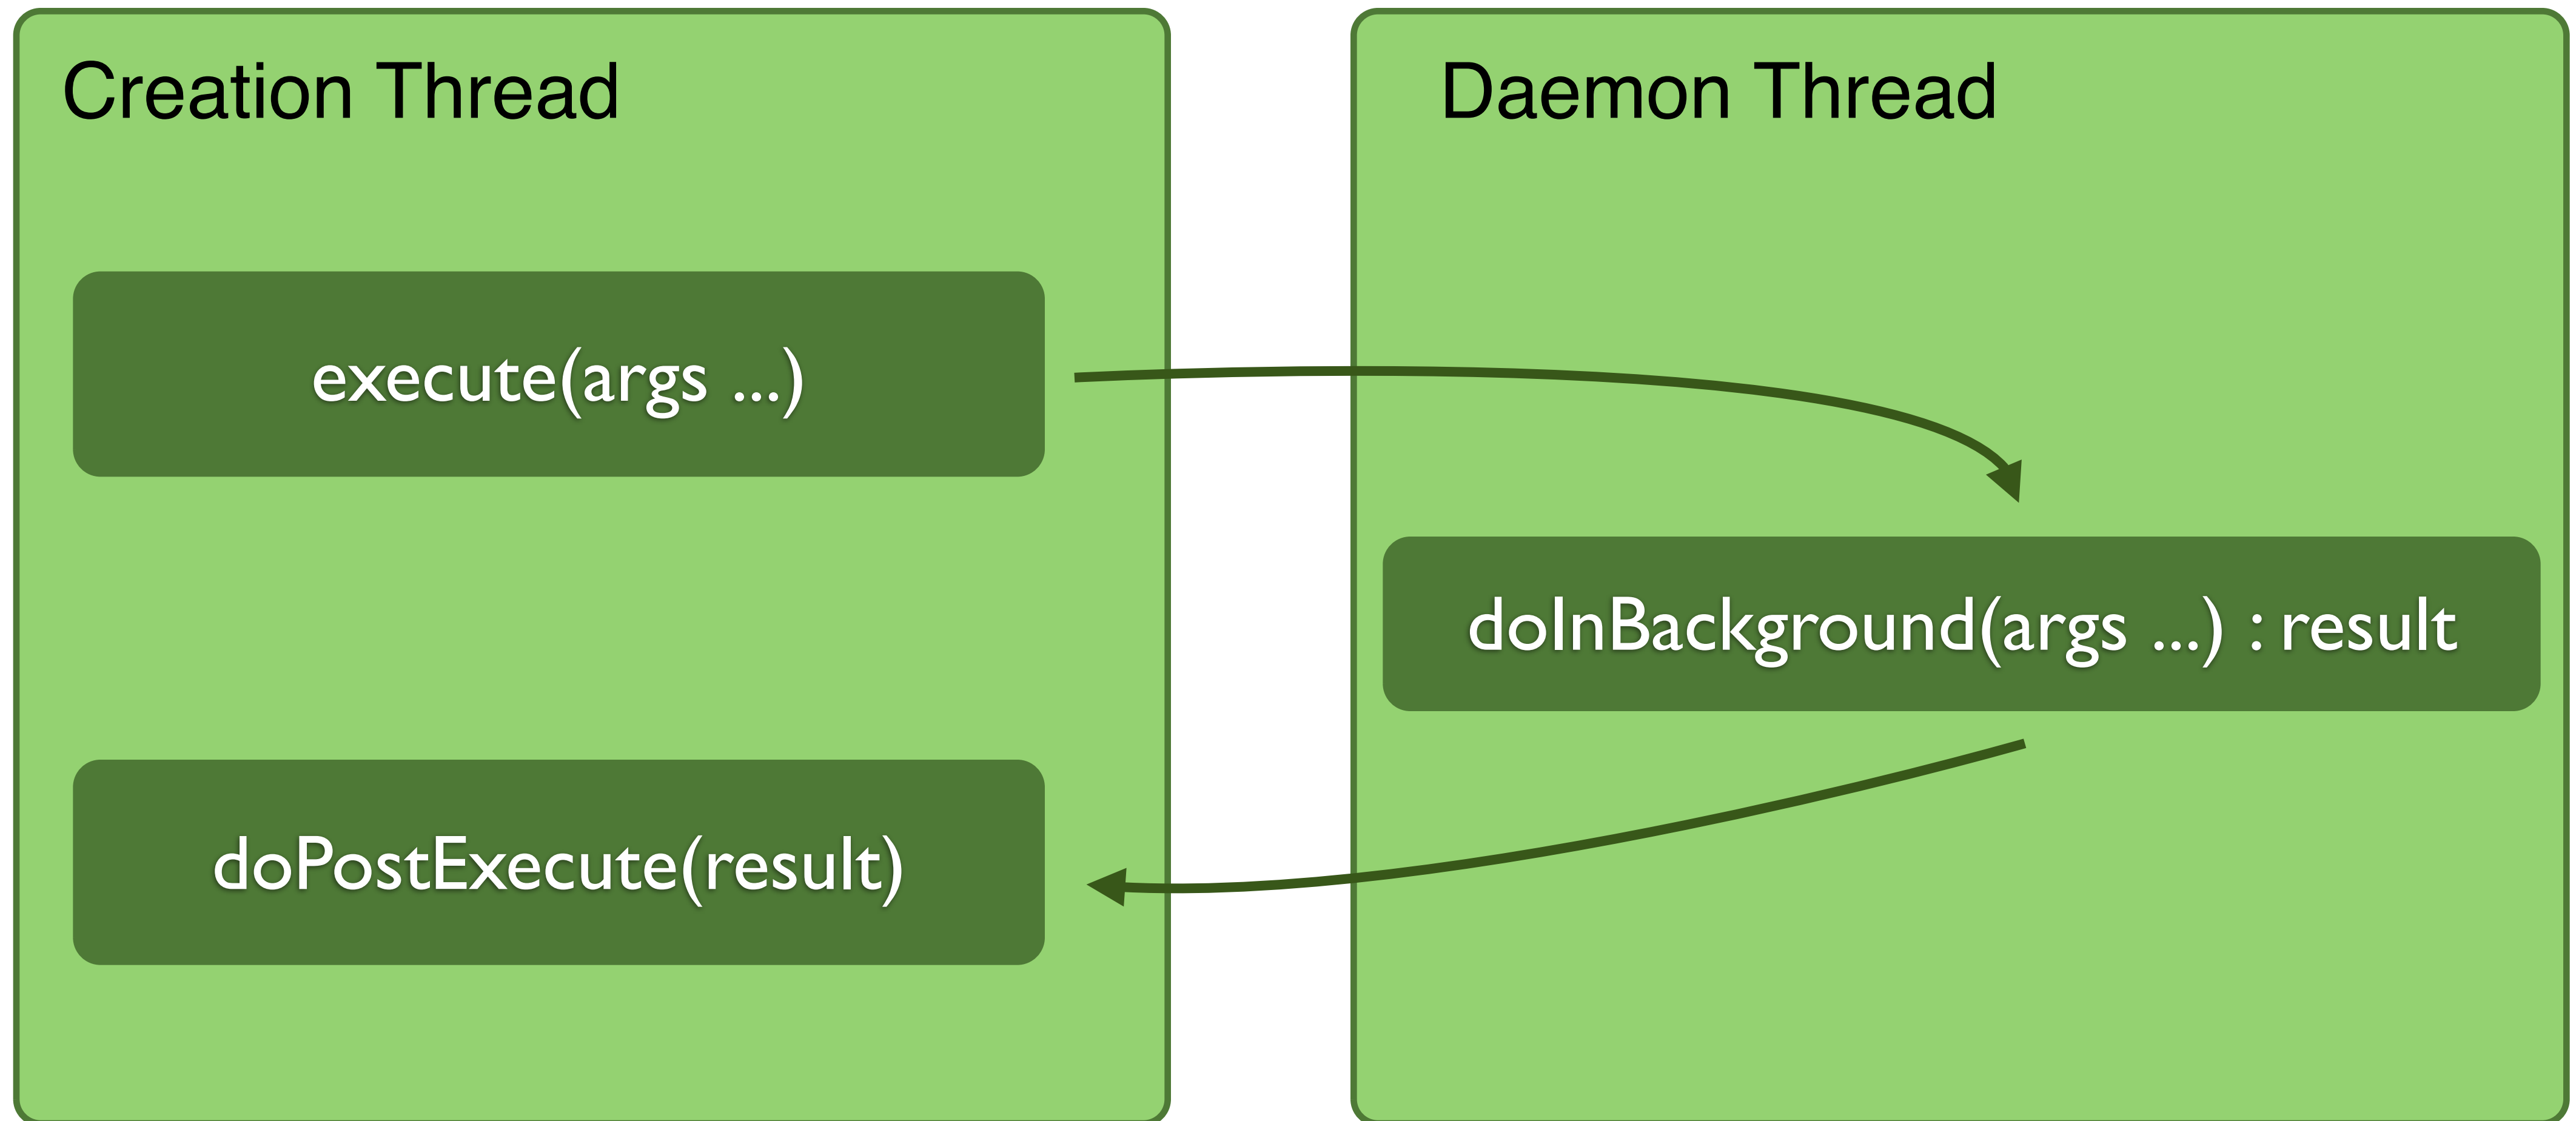 Creation Thread
Daemon Thread
execute(args ...)
doInBackground(args ...) : result
doPostExecute(result)